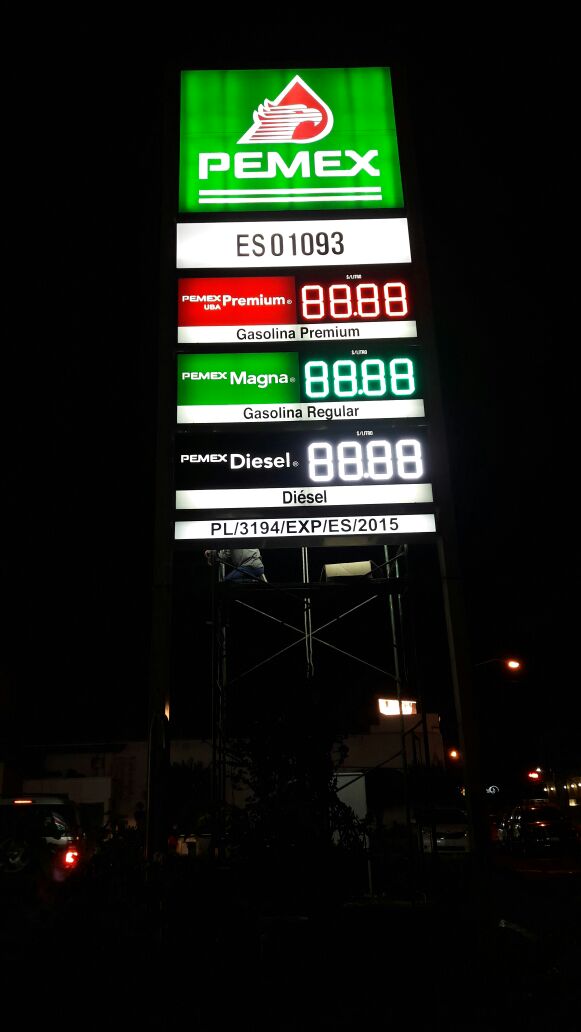 PEMEX
ES01093
$/LITRO
PEMEX Premium® 88.88
UBA
Gasolina Premium
$/LITRO
PEMEX Magna® 88.88
Gasolina Regular
$/LITRO
PEMEX Diesel® 88.88
Diésel
PL/3194/EXP/ES/2015